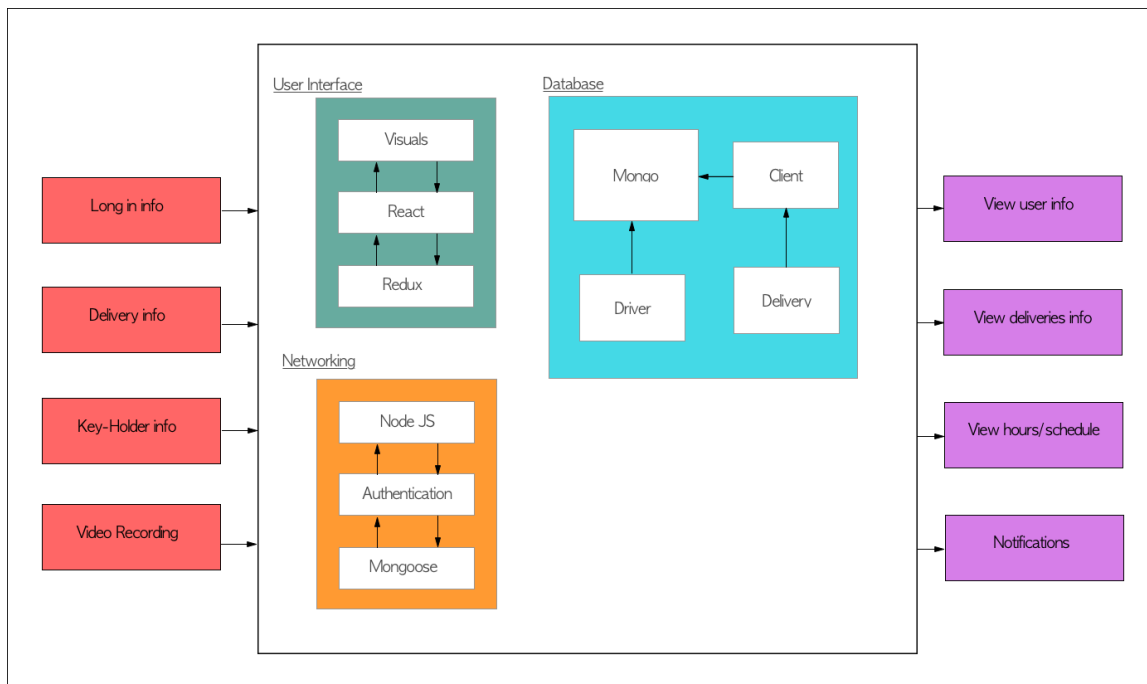 User Interface
Visuals
React
Redux
Networking
Node JS
Authentication
Mongoose
Database
Mongo
Client
Driver
Delivery
Long in info
Delivery info
Key-Holder info
Video Recording
View user info
View deliveries info
View hours/schedule
Notifications